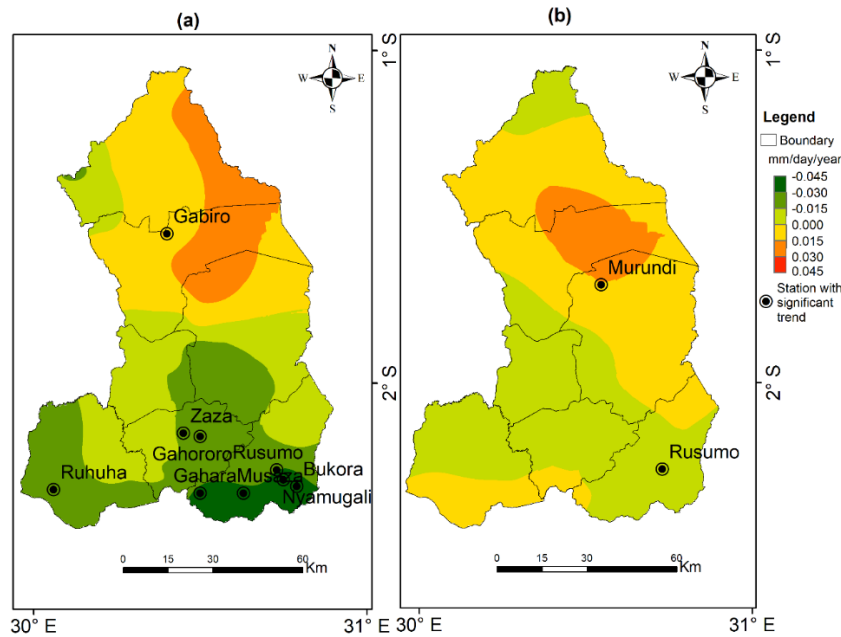 (a)
(b)
N
W E
S
N
W E
S
1° S
1° S
2° S
2° S
Gabiro
Zaza
Gahororo
Rusumo
Ruhuha
Gahara
Musaza
Bukora
Nyamugali
0 15 30 60
Km
30° E
31° E
Murundi
Rusumo
0 15 30 60
Km
30° E
31° E
Legend
Boundary
mm/day/year
-0.045
-0.030
-0.015
0.000
0.015
0.030
0.045
Station with
significant
trend